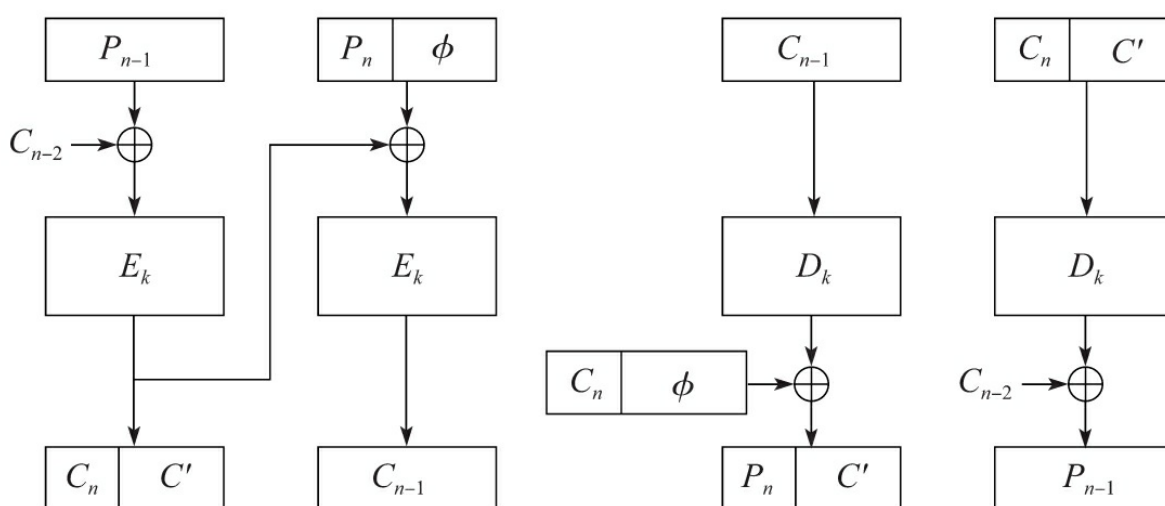 P_{n-1} P_n ϕ C_{n-1} C_n C′
C_{n-2}
E_k E_k D_k D_k
C_n ϕ C_{n-2}
C_n C′ C_{n-1} P_n C′ P_{n-1}